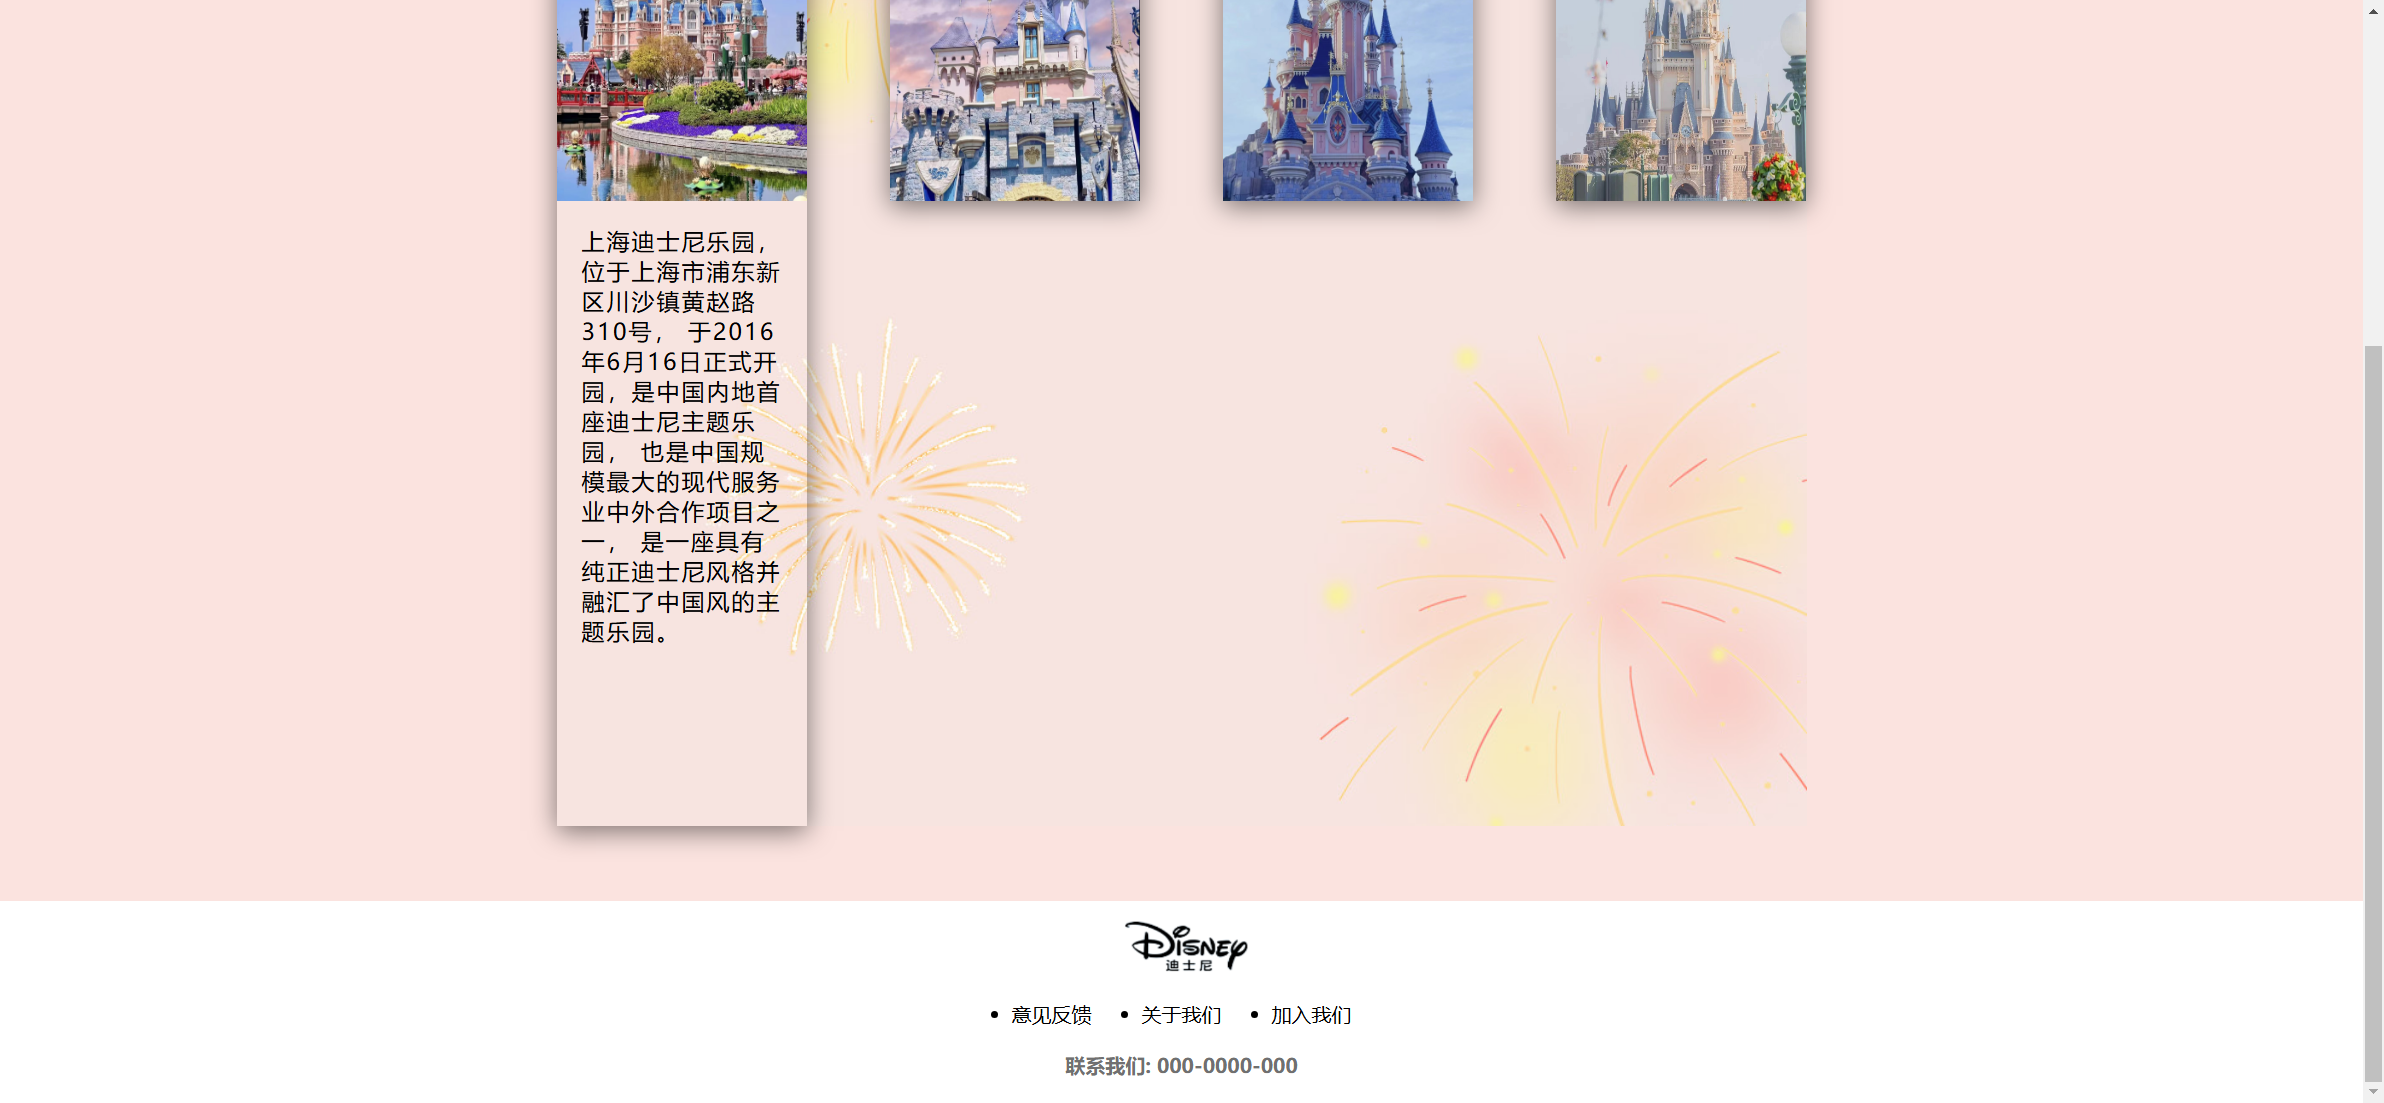 上海迪士尼乐园，
位于上海市浦东新
区川沙镇黄赵路
310号， 于2016
年6月16日正式开
园，是中国内地首
座迪士尼主题乐
园， 也是中国规
模最大的现代服务
业中外合作项目之
一， 是一座具有
纯正迪士尼风格并
融汇了中国风的主
题乐园。
Disney
迪士尼
• 意见反馈 • 关于我们 • 加入我们
联系我们: 000-0000-000